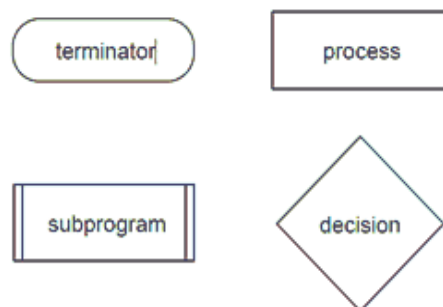 terminator
process
subprogram
decision